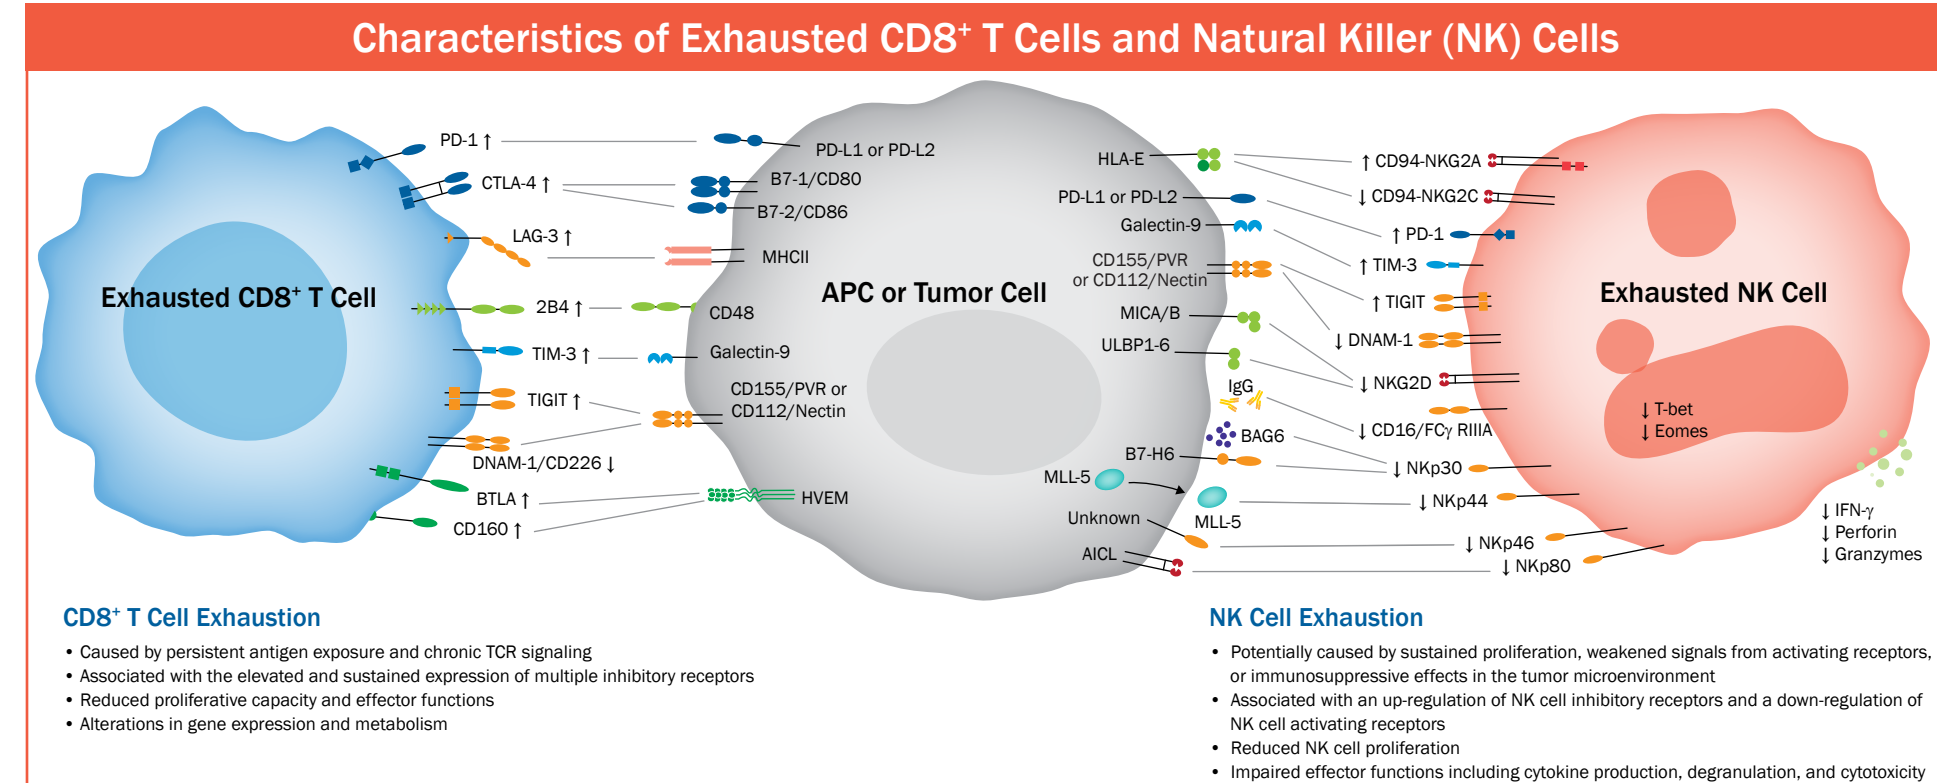 Characteristics of Exhausted CD8⁺ T Cells and Natural Killer (NK) Cells
PD-1 ↑
CTLA-4 ↑
LAG-3 ↑
2B4 ↑
TIM-3 ↑
TIGIT ↑
DNAM-1/CD226 ↓
BTLA ↑
CD160 ↑
Exhausted CD8⁺ T Cell
PD-L1 or PD-L2
B7-1/CD80
B7-2/CD86
MHCII
CD48
Galectin-9
CD155/PVR or
CD112/Nectin
HVEM
APC or Tumor Cell
HLA-E
PD-L1 or PD-L2
Galectin-9
CD155/PVR
or CD112/Nectin
MICA/B
ULBP1-6
IgG
BAG6
B7-H6
MLL-5
MLL-5
Unknown
AICL
↑ CD94-NKG2A
↓ CD94-NKG2C
↑ PD-1
↑ TIM-3
↑ TIGIT
↓ DNAM-1
↓ NKG2D
↓ CD16/FCγ RIIIA
↓ NKp30
↓ NKp44
↓ NKp46
↓ NKp80
Exhausted NK Cell
↓ T-bet
↓ Eomes
↓ IFN-γ
↓ Perforin
↓ Granzymes
CD8⁺ T Cell Exhaustion
• Caused by persistent antigen exposure and chronic TCR signaling
• Associated with the elevated and sustained expression of multiple inhibitory receptors
• Reduced proliferative capacity and effector functions
• Alterations in gene expression and metabolism
NK Cell Exhaustion
• Potentially caused by sustained proliferation, weakened signals from activating receptors,
or immunosuppressive effects in the tumor microenvironment
• Associated with an up-regulation of NK cell inhibitory receptors and a down-regulation of
NK cell activating receptors
• Reduced NK cell proliferation
• Impaired effector functions including cytokine production, degranulation, and cytotoxicity